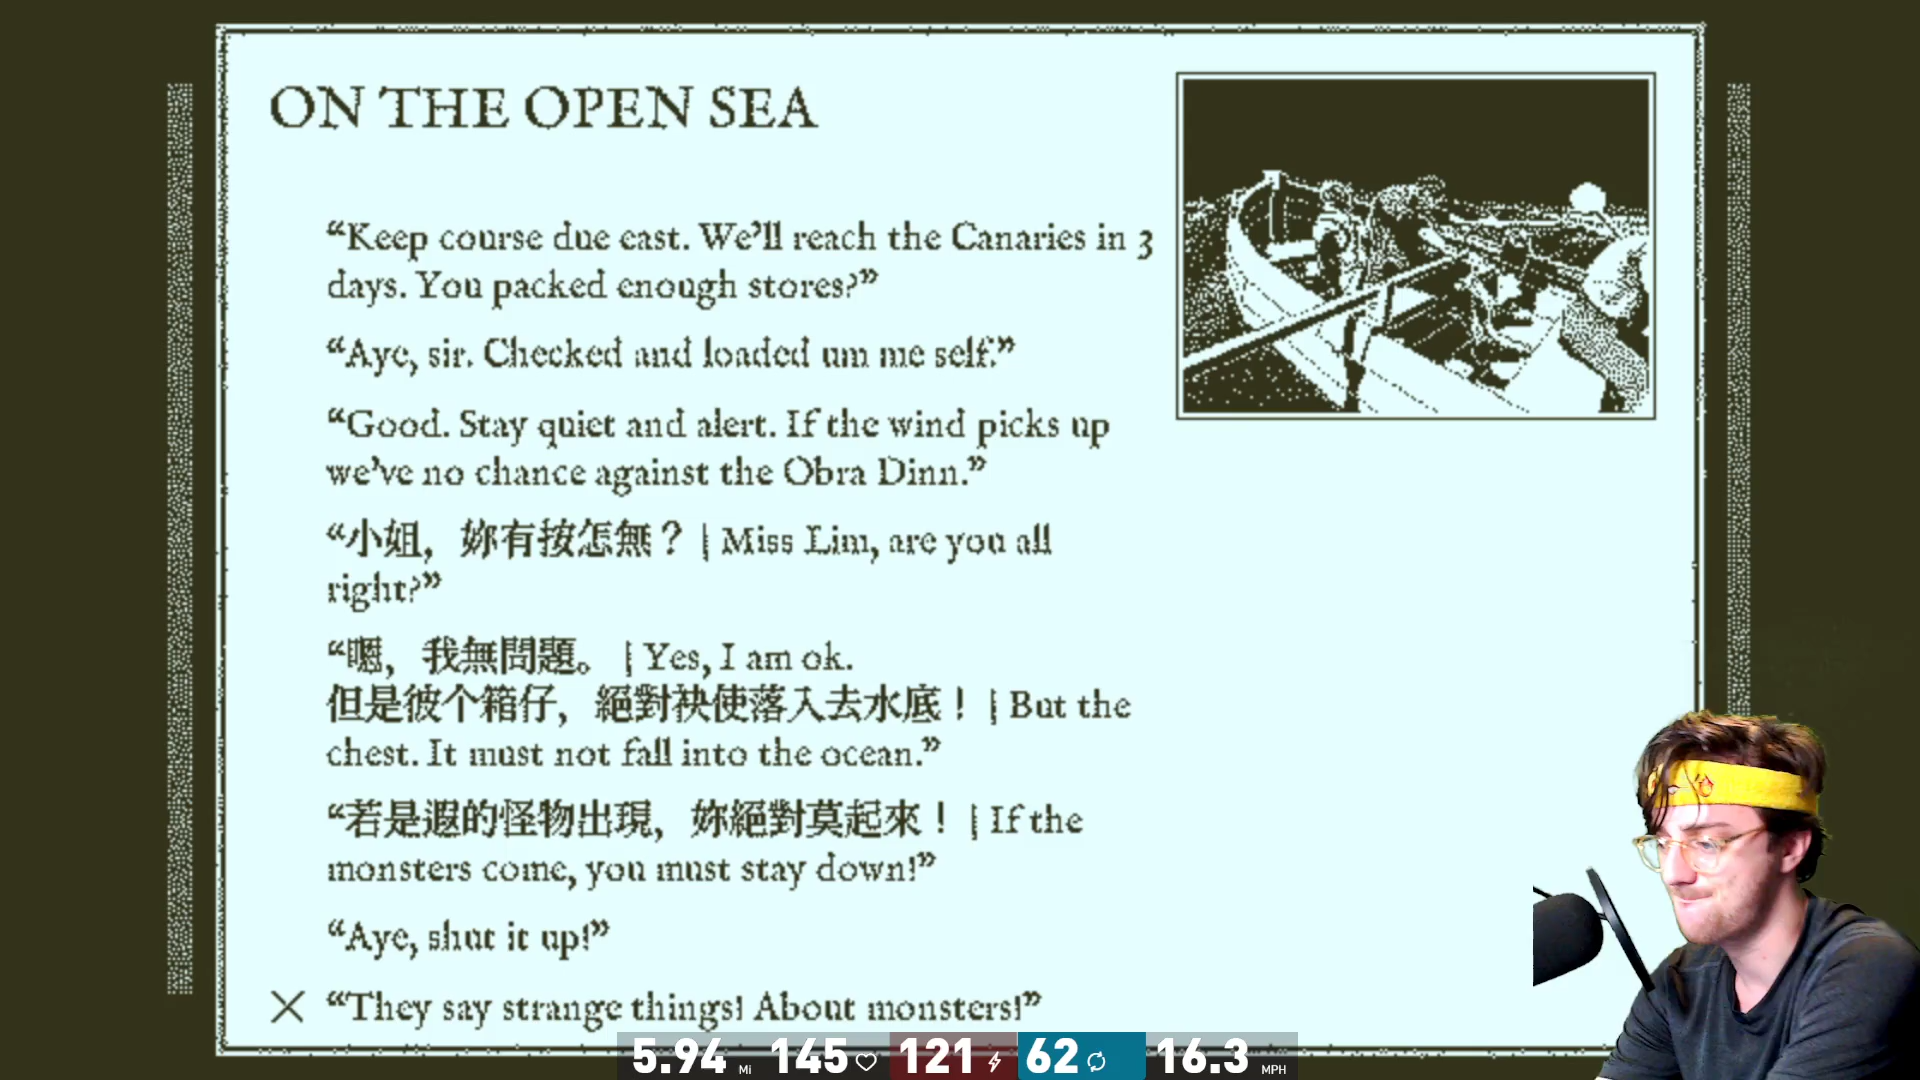 ON THE OPEN SEA
“Keep course due east. We’ll reach the Canaries in 3
days. You packed enough stores?”
“Aye, sir. Checked and loaded um me self.”
“Good. Stay quiet and alert. If the wind picks up
we’ve no chance against the Obra Dinn.”
“小姐，妳有按怎無？ | Miss Lim, are you all
right?”
“嗯，我無問題。 | Yes, I am ok.
但是彼个箱仔，絕對袂使落入去水底！ | But the
chest. It must not fall into the ocean.”
“若是遐的怪物出現，妳絕對莫起來！ | If the
monsters come, you must stay down!”
“Aye, shut it up!”
X “They say strange things! About monsters!”
5.94 Mi 145 121 62 16.3 MPH